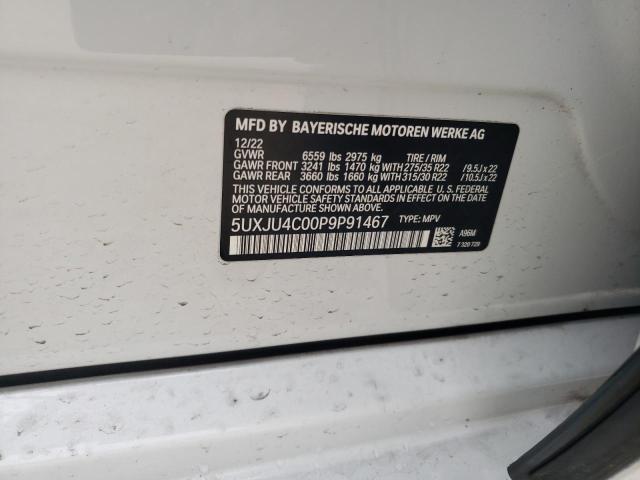 MFD BY BAYERISCHE MOTOREN WERKE AG
12/22
GVWR 6559 lbs 2975 kg TIRE / RIM
GAWR FRONT 3241 lbs 1470 kg WITH 275/35 R22 / 9.5J x 22
GAWR REAR 3660 lbs 1660 kg WITH 315/30 R22 / 10.5J x 22
THIS VEHICLE CONFORMS TO ALL APPLICABLE U. S. FEDERAL
MOTOR VEHICLE SAFETY STANDARDS IN EFFECT ON THE
DATE OF MANUFACTURE SHOWN ABOVE.
5UXJU4C00P9P91467 TYPE: MPV
A96M
7 320 729